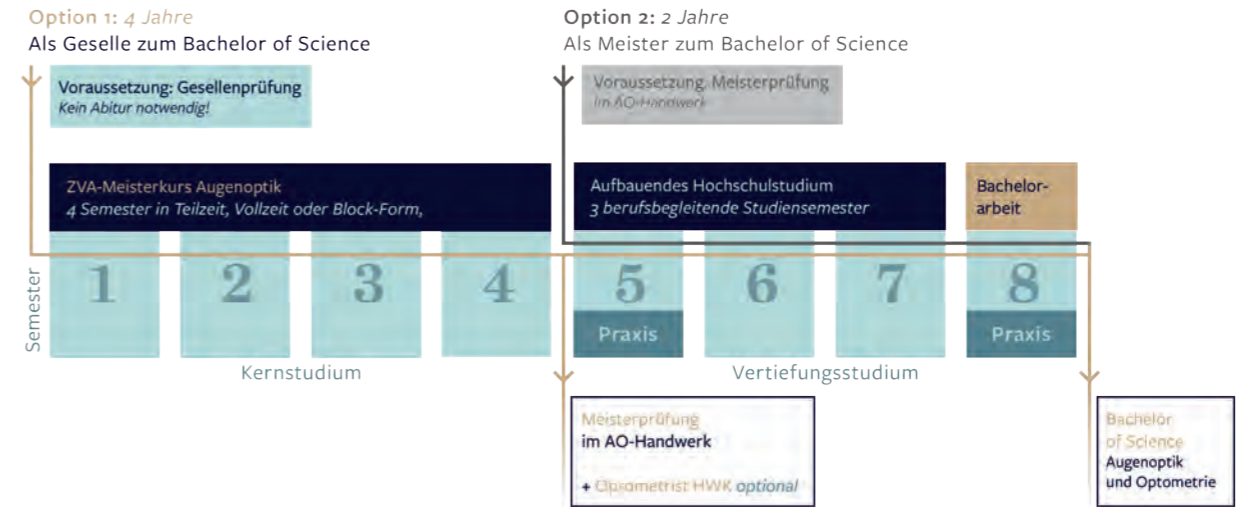 Option 1: 4 Jahre
Als Geselle zum Bachelor of Science
Option 2: 2 Jahre
Als Meister zum Bachelor of Science
Voraussetzung: Gesellenprüfung
Kein Abitur notwendig!
Voraussetzung: Meisterprüfung
im AO-Handwerk
ZVA-Meisterkurs Augenoptik
4 Semester in Teilzeit, Vollzeit oder Block-Form,
Aufbauendes Hochschulstudium
3 berufsbegleitende Studiensemester
Bachelor-
arbeit
Semester
1
2
3
4
5
6
7
8
Praxis
Praxis
Kernstudium
Vertiefungsstudium
Meisterprüfung
im AO-Handwerk
+ Optometrist HWK optional
Bachelor
of Science
Augenoptik
und Optometrie